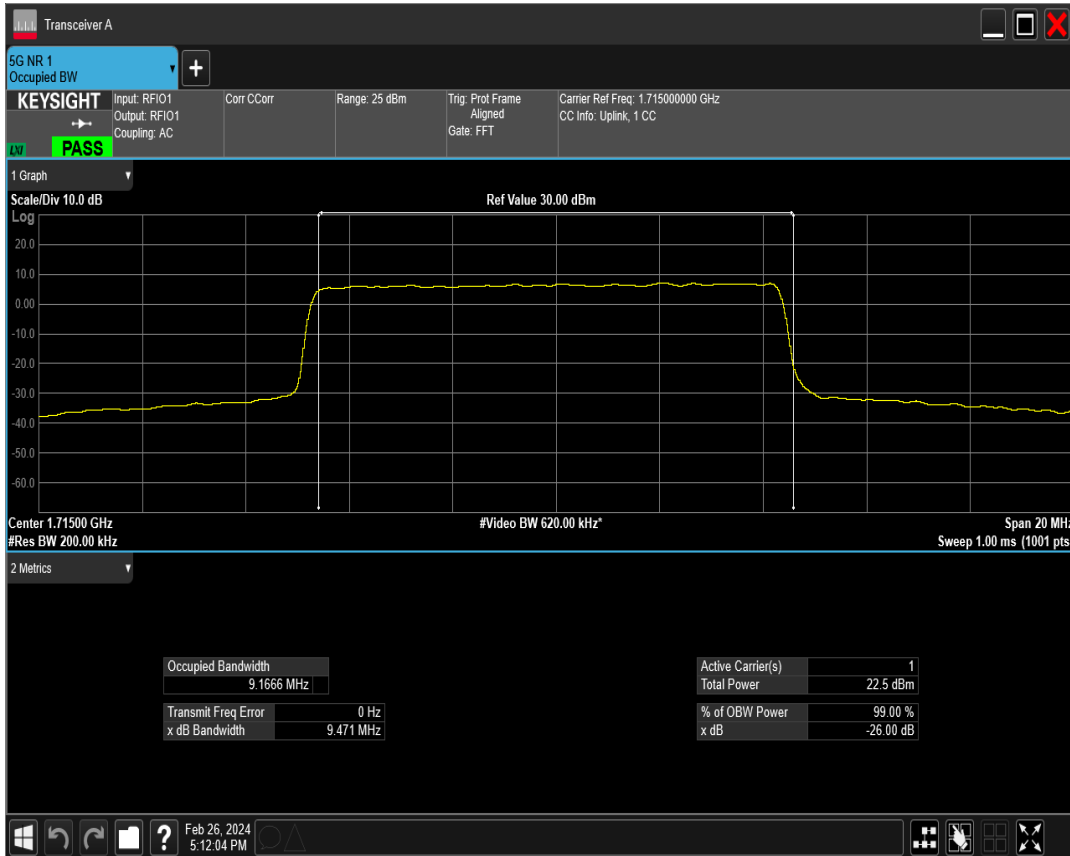 Transceiver A
5G NR 1
Occupied BW
+
KEYSIGHT
Input: RFIO1
Output: RFIO1
Coupling: AC
Corr CCorr
Range: 25 dBm
Trig: Prot Frame
Aligned
Gate: FFT
Carrier Ref Freq: 1.715000000 GHz
CC Info: Uplink, 1 CC
LXI
PASS
1 Graph
Scale/Div 10.0 dB
Ref Value 30.00 dBm
Log
20.0
10.0
0.00
-10.0
-20.0
-30.0
-40.0
-50.0
-60.0
Center 1.71500 GHz
#Video BW 620.00 kHz*
Span 20 MHz
#Res BW 200.00 kHz
Sweep 1.00 ms (1001 pts
2 Metrics
Occupied Bandwidth
9.1666 MHz
Transmit Freq Error 0 Hz
x dB Bandwidth 9.471 MHz
Active Carrier(s) 1
Total Power 22.5 dBm
% of OBW Power 99.00 %
x dB -26.00 dB
?
Feb 26, 2024
5:12:04 PM